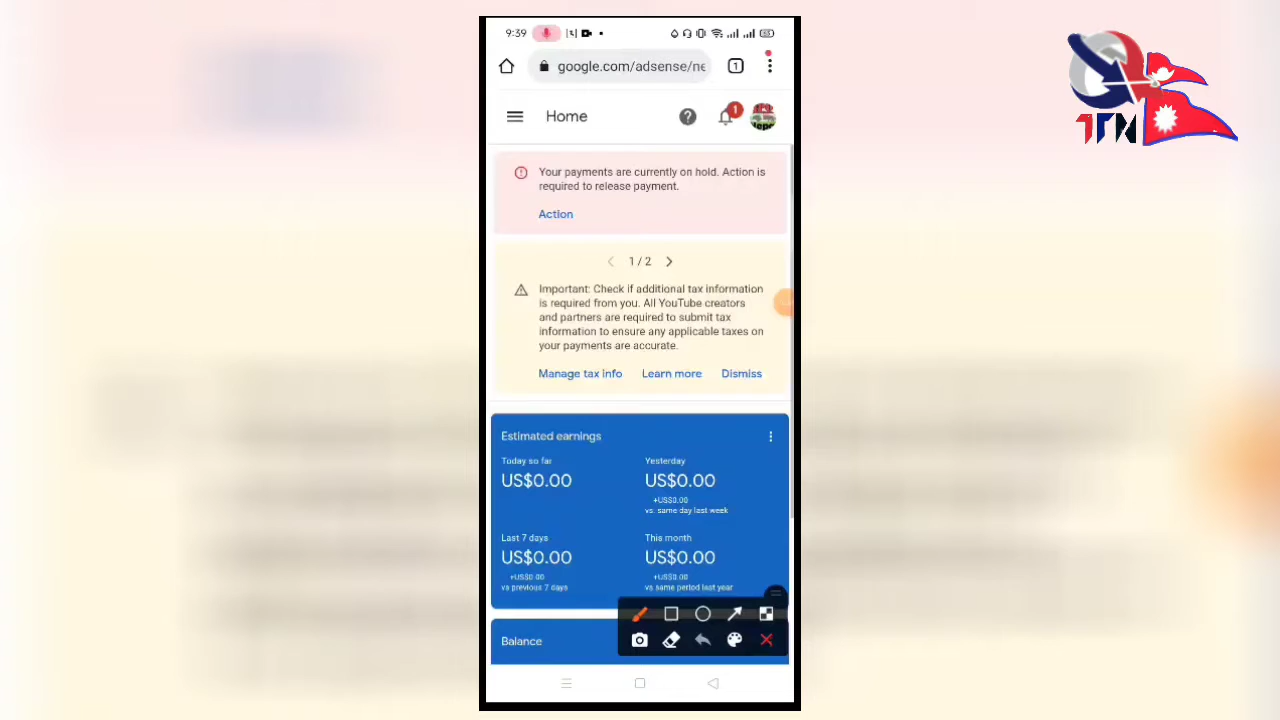 9:39
google.com/adsense/ne
1
Home
1
Your payments are currently on hold. Action is
required to release payment.
Action
1 / 2
Important: Check if additional tax information
is required from you. All YouTube creators
and partners are required to submit tax
information to ensure any applicable taxes on
your payments are accurate.
Manage tax info Learn more Dismiss
Estimated earnings
Today so far
US$0.00
Yesterday
US$0.00
+US$0.00
vs. same day last week
Last 7 days
US$0.00
+US$0.00
vs previous 7 days
This month
US$0.00
+US$0.00
vs same period last year
Balance